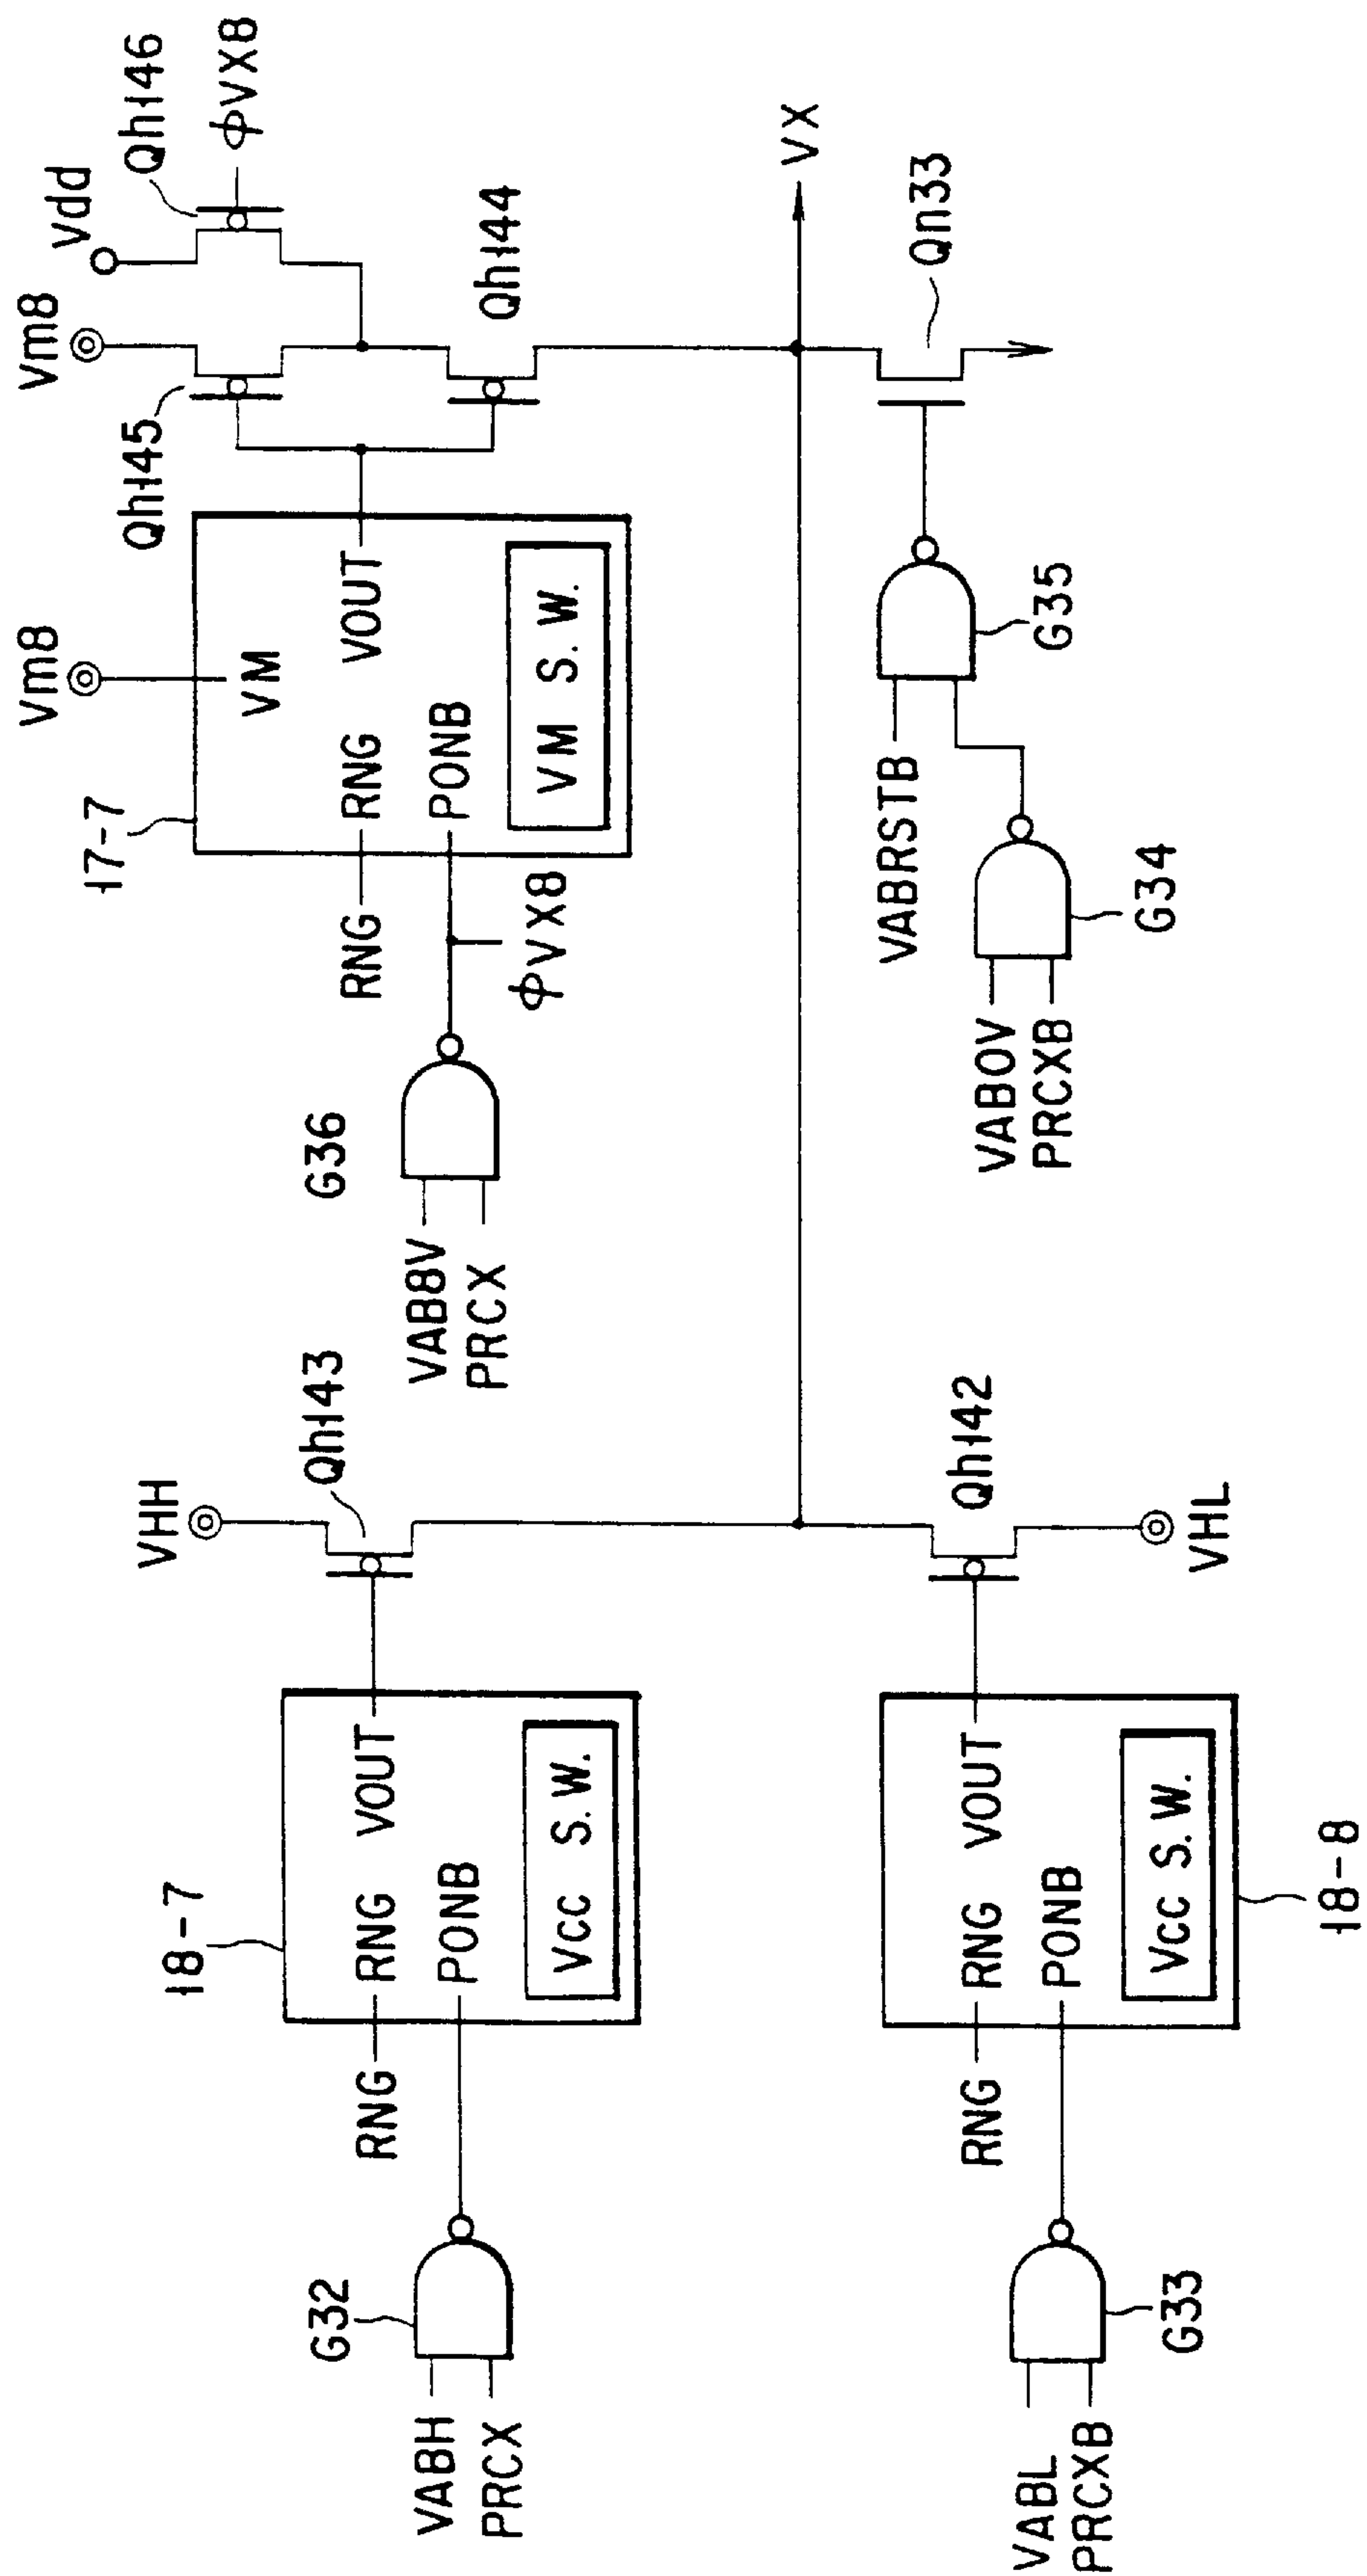 VHH
Qh143
18-7
RNG
RNG
VOUT
PONB
Vcc S.W.
G32
VABH
PRCX
Vm8
Vm8
Vdd
Qh146
φVX8
Qh145
Qh144
17-7
VM
RNG
RNG
VOUT
PONB
VM S.W.
φVX8
G36
VAB8V
PRCX
VX
Qh142
VHL
RNG
RNG
VOUT
PONB
Vcc S.W.
18-8
G33
VABL
PRCXB
Qn33
G35
VABRSTB
G34
VAB0V
PRCXB